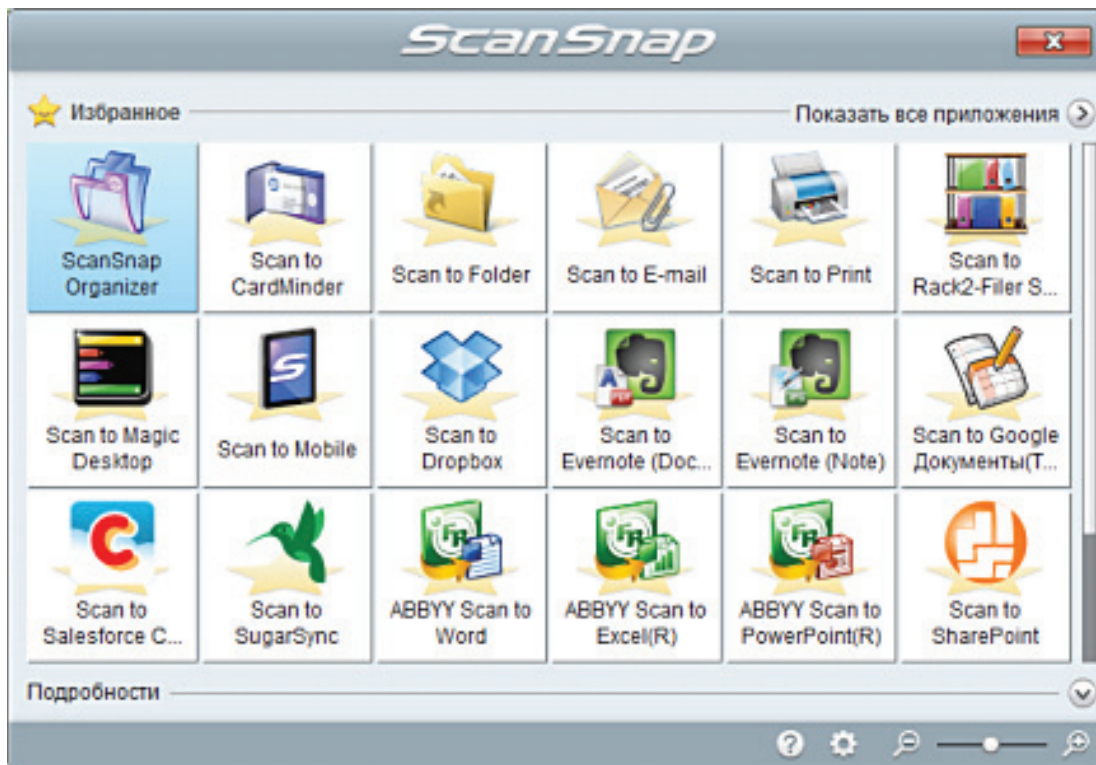 ScanSnap
Избранное
Показать все приложения
ScanSnap
Organizer
Scan to
CardMinder
Scan to Folder
Scan to E-mail
Scan to Print
Scan to
Rack2-Filer S...
Scan to Magic
Desktop
Scan to Mobile
Scan to
Dropbox
Scan to
Evernote (Doc...
Scan to
Evernote (Note)
Scan to Google
Документы(Т...
Scan to
Salesforce C...
Scan to
SugarSync
ABBYY Scan to
Word
ABBYY Scan to
Excel(R)
ABBYY Scan to
PowerPoint(R)
Scan to
SharePoint
Подробности